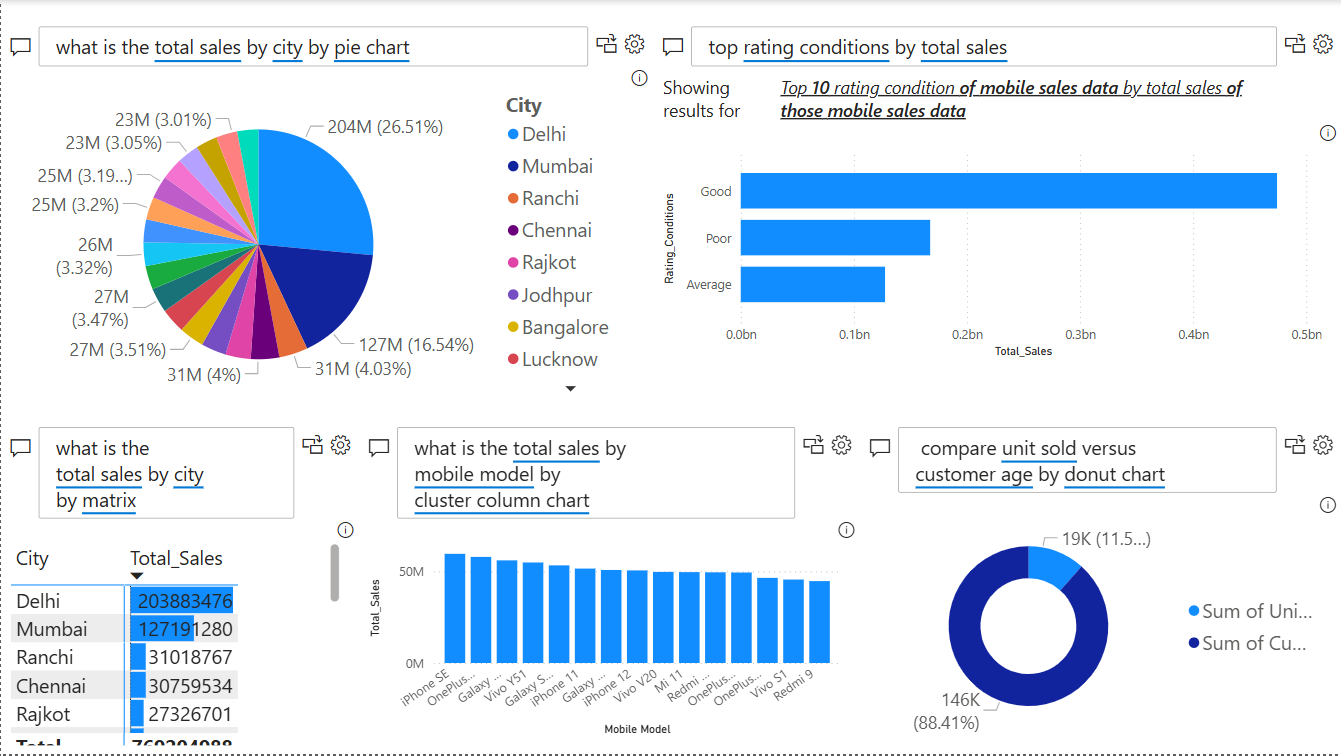 what is the total sales by city by pie chart
top rating conditions by total sales
Showing results for
Top 10 rating condition of mobile sales data by total sales of those mobile sales data
23M (3.01%)
23M (3.05%)
25M (3.19...)
25M (3.2%)
26M
(3.32%)
27M
(3.47%)
27M (3.51%)
31M (4%)
31M (4.03%)
127M (16.54%)
204M (26.51%)
City
Delhi
Mumbai
Ranchi
Chennai
Rajkot
Jodhpur
Bangalore
Lucknow
Rating_Conditions
Good
Poor
Average
0.0bn 0.1bn 0.2bn 0.3bn 0.4bn 0.5bn
Total_Sales
what is the
total sales by city
by matrix
City Total_Sales
Delhi 203883476
Mumbai 127191280
Ranchi 31018767
Chennai 30759534
Rajkot 27326701
Total
what is the total sales by
mobile model by
cluster column chart
Total_Sales
50M
0M
iPhone SE
OnePlus...
Galaxy ...
Vivo Y51
Galaxy S...
iPhone 11
Galaxy ...
iPhone 12
Vivo V20
Mi 11
Redmi ...
OnePlus...
OnePlus...
Vivo S1
Redmi 9
Mobile Model
compare unit sold versus
customer age by donut chart
19K (11.5...)
146K
(88.41%)
Sum of Uni...
Sum of Cu...